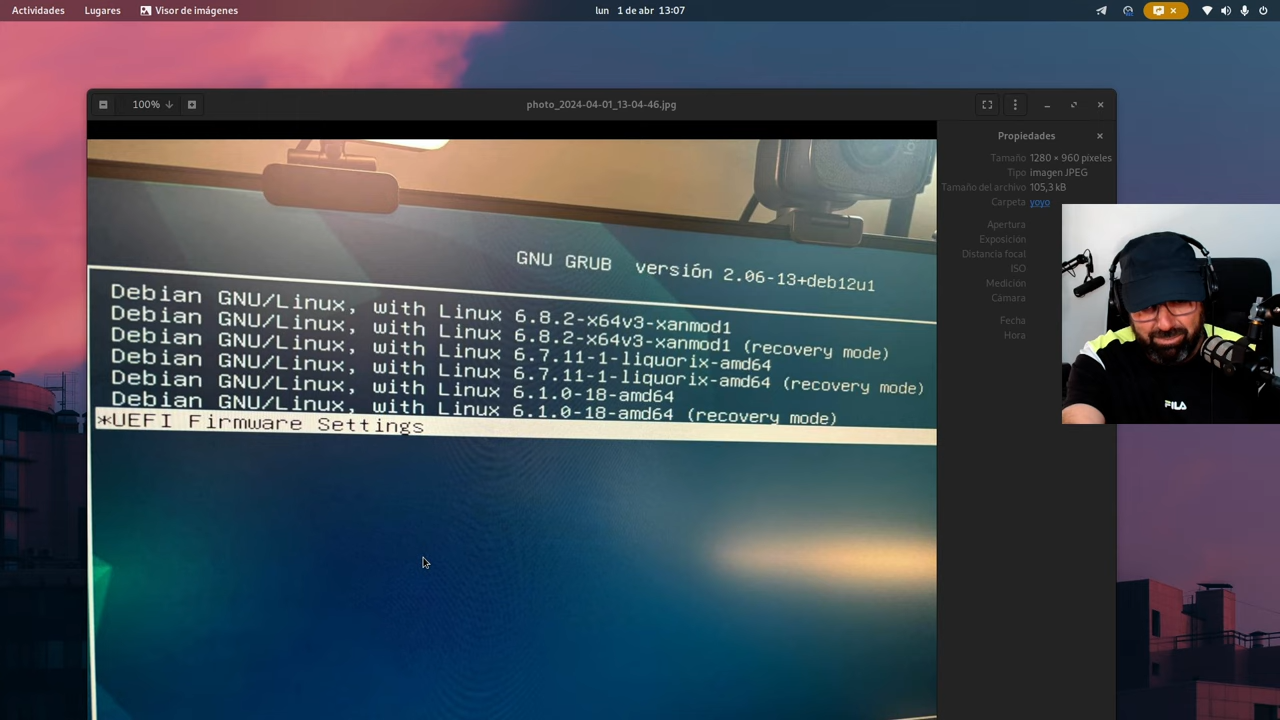 Actividades Lugares Visor de imágenes lun 1 de abr 13:07
100% photo_2024-04-01_13-04-46.jpg
Propiedades
Tamaño 1280 × 960 píxeles
Tipo imagen JPEG
Tamaño del archivo 105,3 kB
Carpeta yoyo
Apertura
Exposición
Distancia focal
ISO
Medicion
Cámara
Fecha
Hora
GNU GRUB versión 2.06-13+deb12u1
Debian GNU/Linux, with Linux 6.8.2-x64v3-xanmod1
Debian GNU/Linux, with Linux 6.8.2-x64v3-xanmod1 (recovery mode)
Debian GNU/Linux, with Linux 6.7.11-1-liquorix-amd64
Debian GNU/Linux, with Linux 6.7.11-1-liquorix-amd64 (recovery mode)
Debian GNU/Linux, with Linux 6.1.0-18-amd64
Debian GNU/Linux, with Linux 6.1.0-18-amd64 (recovery mode)
*UEFI Firmware Settings
FILA